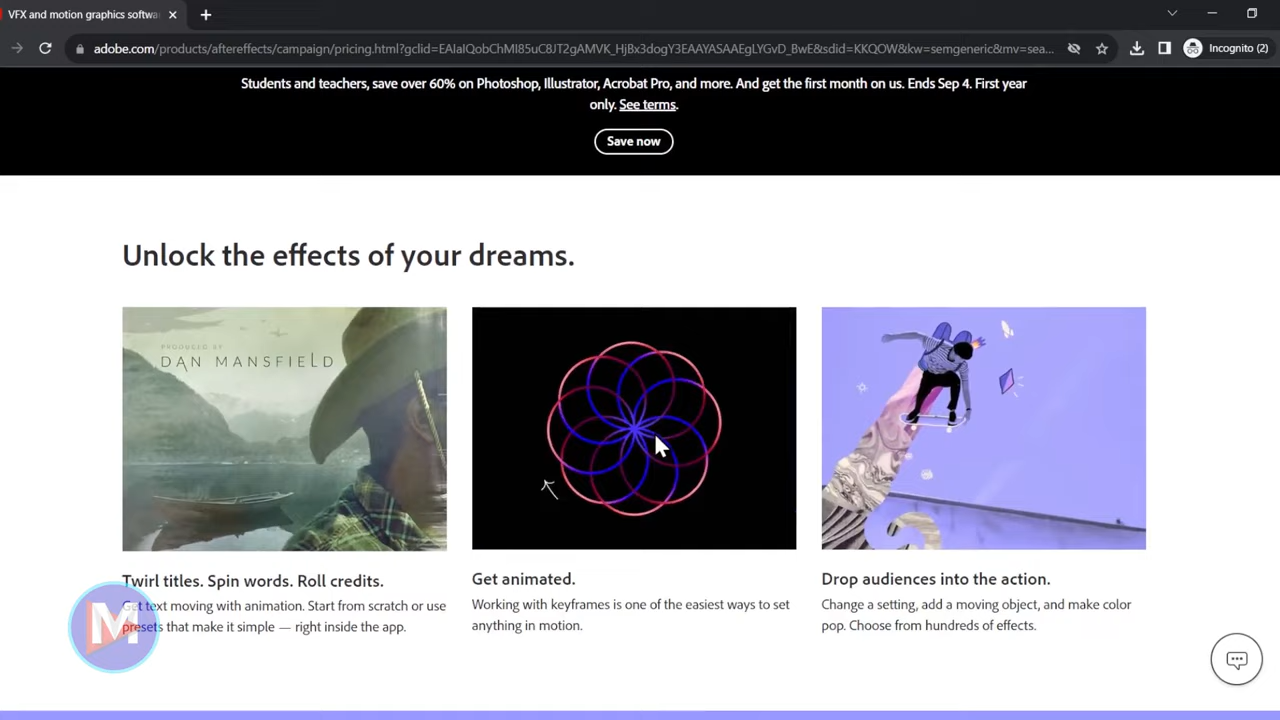 VFX and motion graphics softwa
adobe.com/products/aftereffects/campaign/pricing.html?gclid=EAIaIQobChMI85uC8JT2gAMVK_HjBx3dogY3EAAYASAAEgLYGvD_BwE&sdid=KKQOW&kw=semgeneric&mv=sea...
Incognito (2)
Students and teachers, save over 60% on Photoshop, Illustrator, Acrobat Pro, and more. And get the first month on us. Ends Sep 4. First year
only. See terms.
Save now
Unlock the effects of your dreams.
PRODUCED BY
DAN MANSFIELD
Twirl titles. Spin words. Roll credits.
Get text moving with animation. Start from scratch or use
presets that make it simple — right inside the app.
Get animated.
Working with keyframes is one of the easiest ways to set
anything in motion.
Drop audiences into the action.
Change a setting, add a moving object, and make color
pop. Choose from hundreds of effects.
M